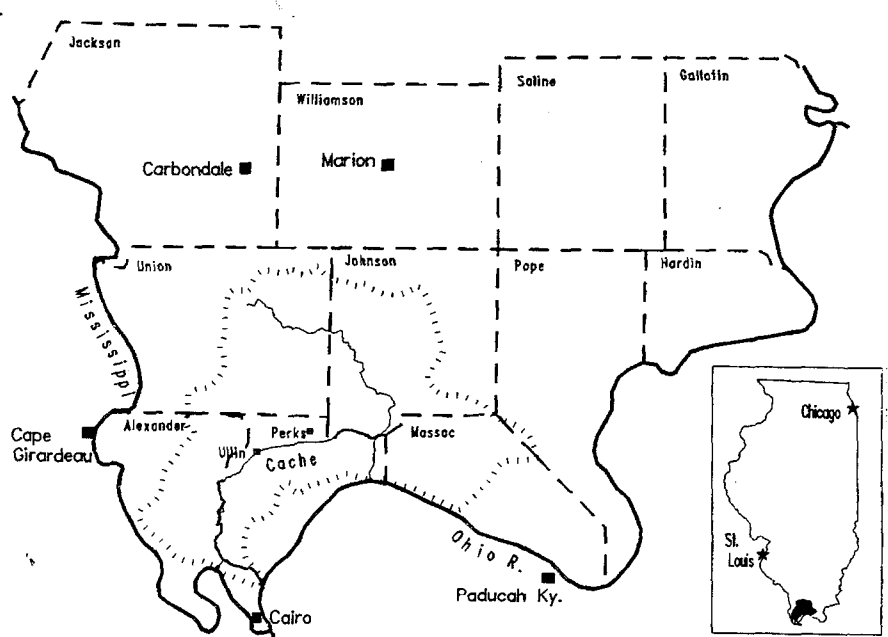 Jackson
Saline
Gallatin
Williamson
Carbondale
Marion
Union
Johnson
Pope
Hardin
Mississippi
Cape
Girardeau
Alexander
Perks
Ullin
Cache
Massac
Ohio R.
Paducah Ky.
Cairo
Chicago
St.
Louis